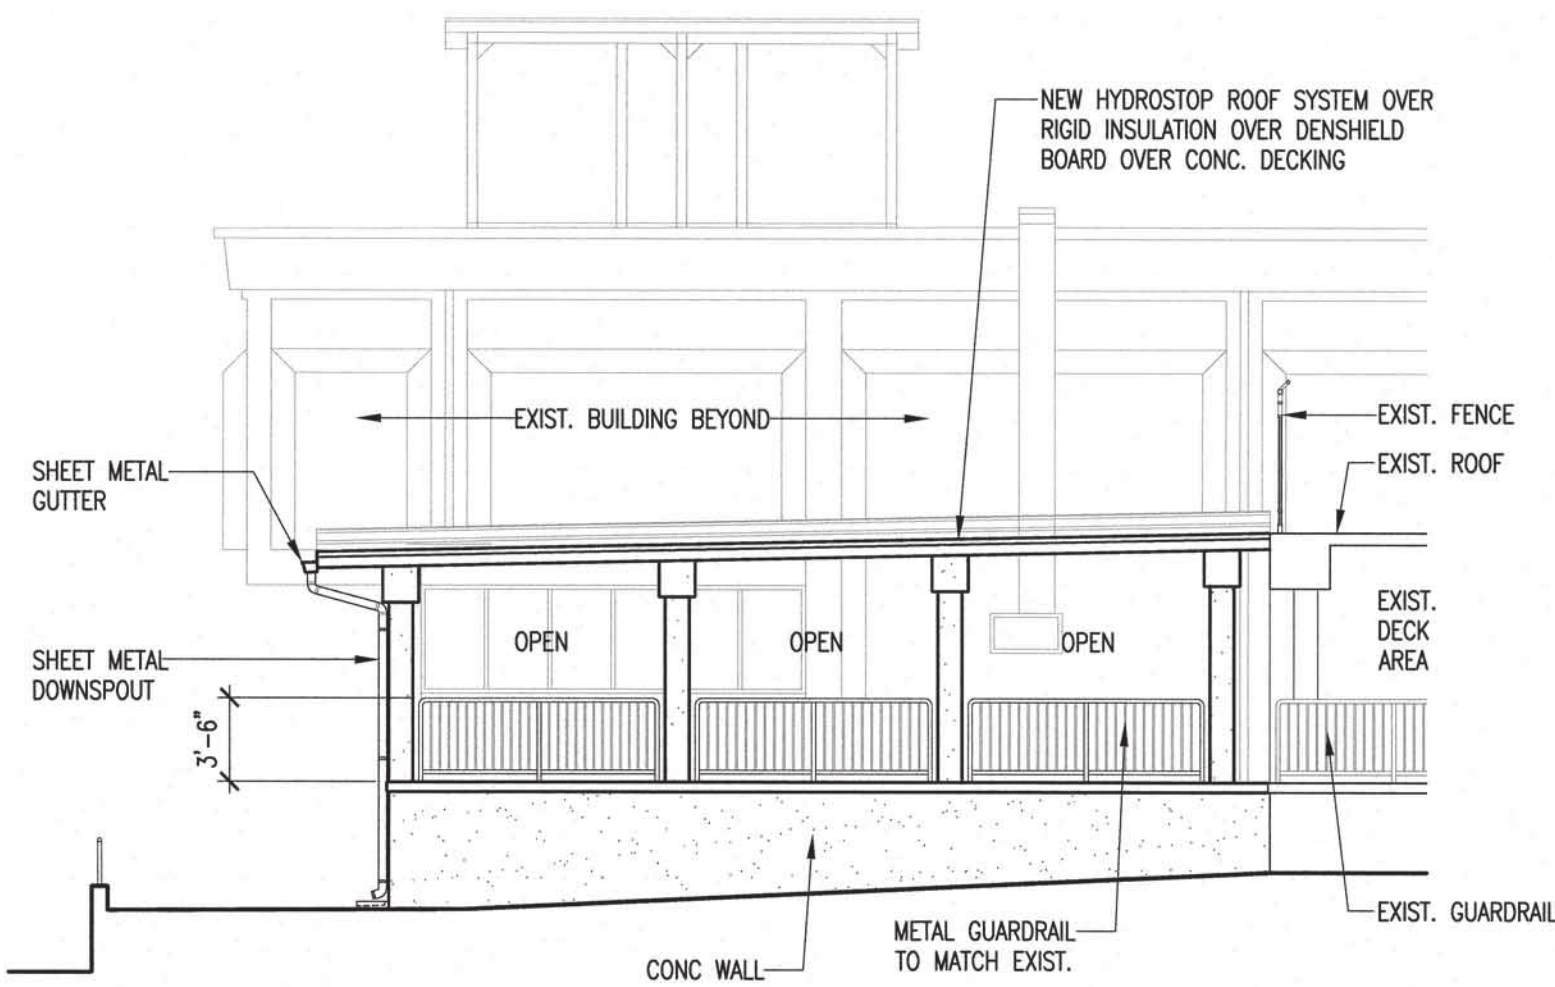 NEW HYDROSTOP ROOF SYSTEM OVER
RIGID INSULATION OVER DENSHIELD
BOARD OVER CONC. DECKING
EXIST. BUILDING BEYOND
EXIST. FENCE
EXIST. ROOF
SHEET METAL
GUTTER
EXIST.
DECK
AREA
OPEN
OPEN
OPEN
SHEET METAL
DOWNSPOUT
3'-6"
EXIST. GUARDRAIL
METAL GUARDRAIL
TO MATCH EXIST.
CONC WALL